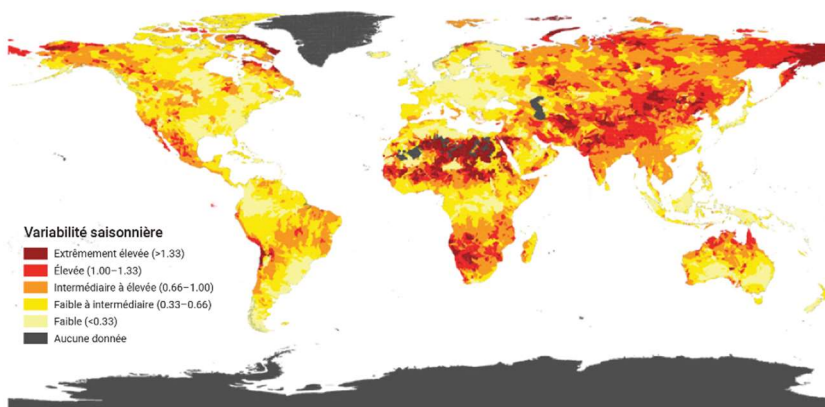 Variabilité saisonnière
Extrêmement élevée (>1.33)
Élevée (1.00–1.33)
Intermédiaire à élevée (0.66–1.00)
Faible à intermédiaire (0.33–0.66)
Faible (<0.33)
Aucune donnée